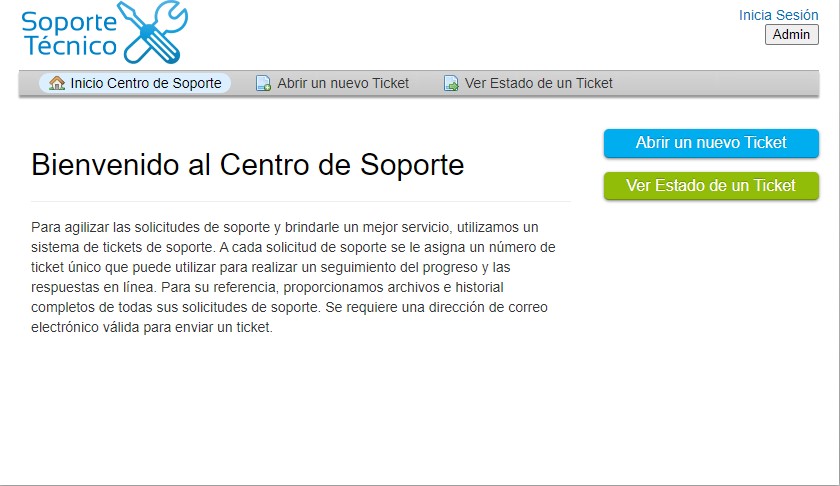 Soporte
Técnico
Inicia Sesión
Admin
Inicio Centro de Soporte
Abrir un nuevo Ticket
Ver Estado de un Ticket
Bienvenido al Centro de Soporte
Para agilizar las solicitudes de soporte y brindarle un mejor servicio, utilizamos un
sistema de tickets de soporte. A cada solicitud de soporte se le asigna un número de
ticket único que puede utilizar para realizar un seguimiento del progreso y las
respuestas en línea. Para su referencia, proporcionamos archivos e historial
completos de todas sus solicitudes de soporte. Se requiere una dirección de correo
electrónico válida para enviar un ticket.
Abrir un nuevo Ticket
Ver Estado de un Ticket